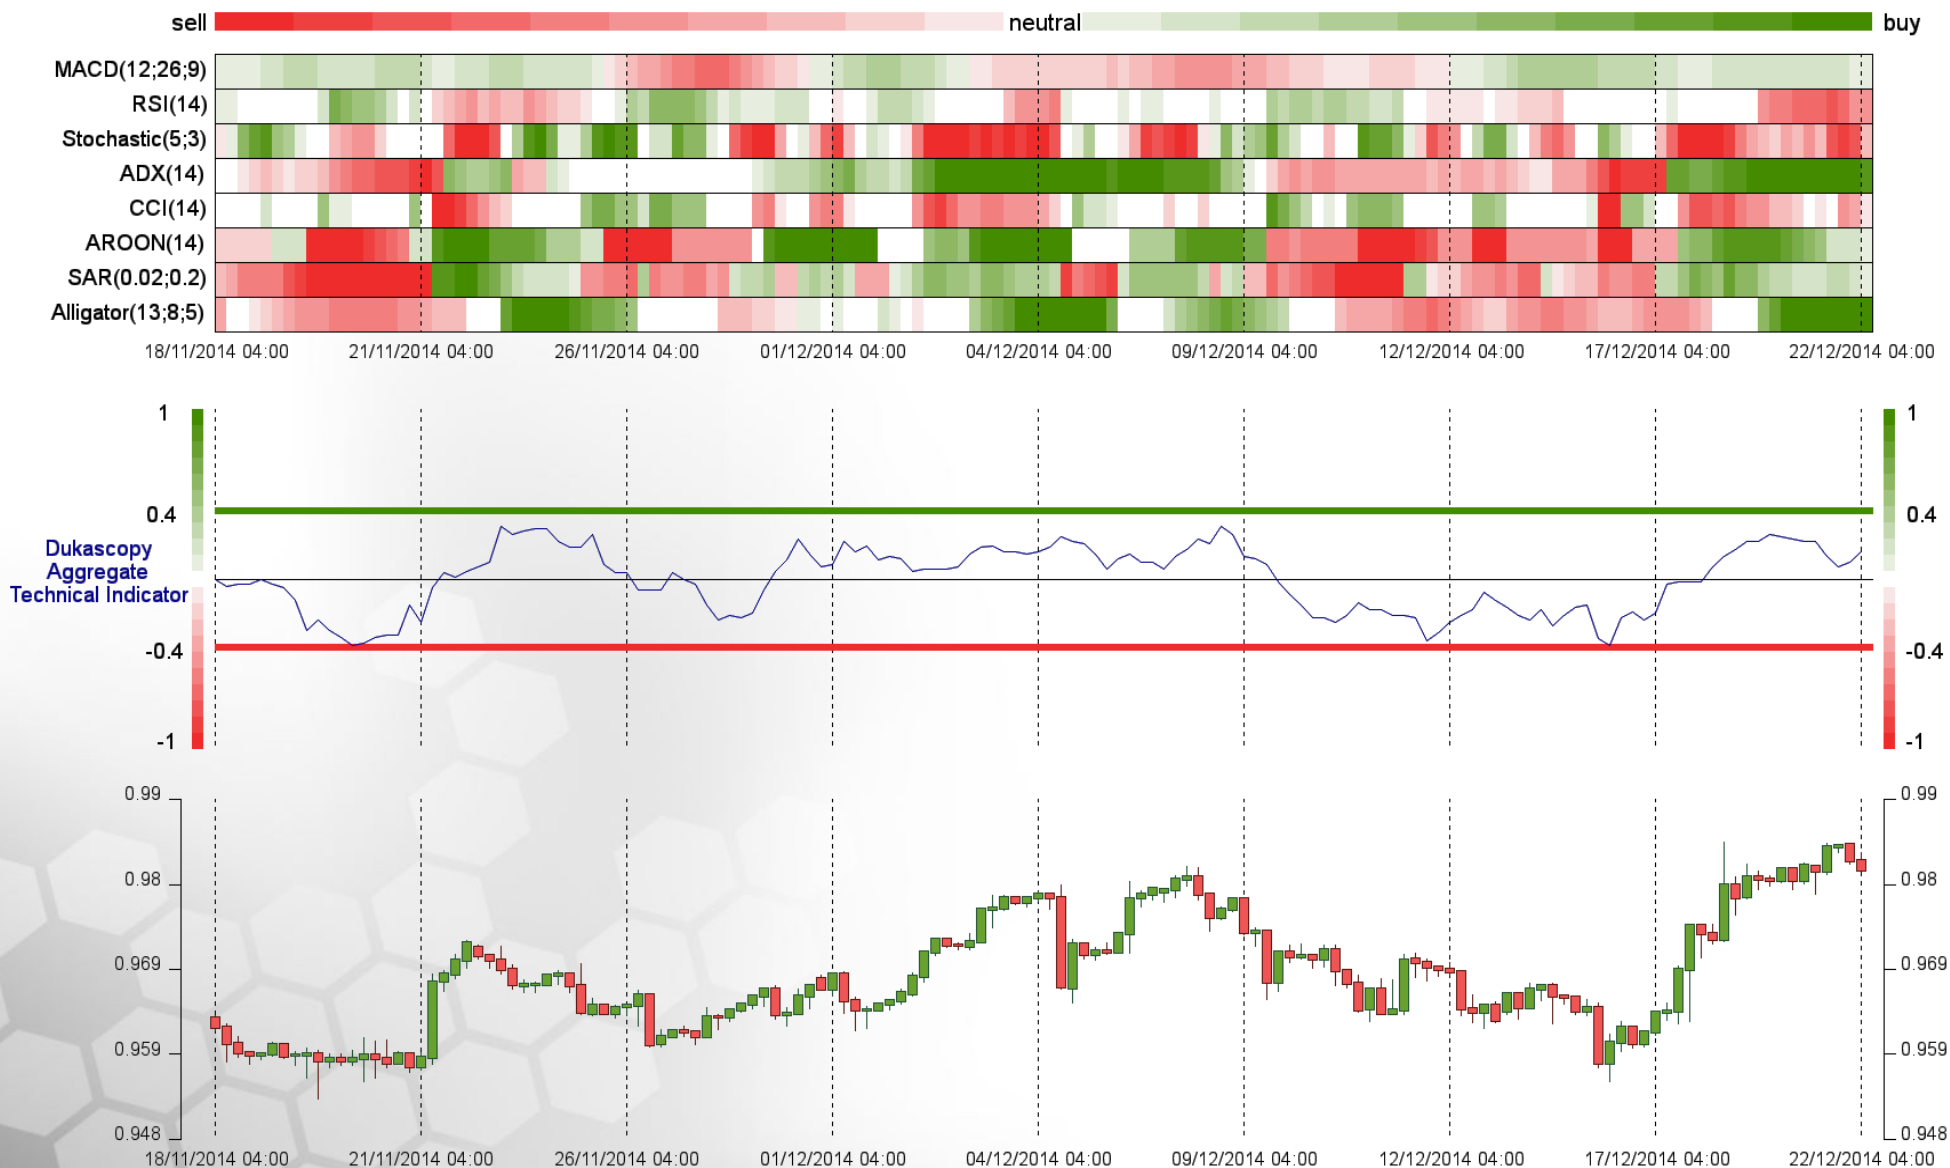 sell neutral buy
MACD(12;26;9)
RSI(14)
Stochastic(5;3)
ADX(14)
CCI(14)
AROON(14)
SAR(0.02;0.2)
Alligator(13;8;5)
18/11/2014 04:00 21/11/2014 04:00 26/11/2014 04:00 01/12/2014 04:00 04/12/2014 04:00 09/12/2014 04:00 12/12/2014 04:00 17/12/2014 04:00 22/12/2014 04:00
1 1
0.4 0.4
Dukascopy
Aggregate
Technical Indicator
-0.4 -0.4
-1 -1
0.99 0.99
0.98 0.98
0.969 0.969
0.959 0.959
0.948 0.948
18/11/2014 04:00 21/11/2014 04:00 26/11/2014 04:00 01/12/2014 04:00 04/12/2014 04:00 09/12/2014 04:00 12/12/2014 04:00 17/12/2014 04:00 22/12/2014 04:00